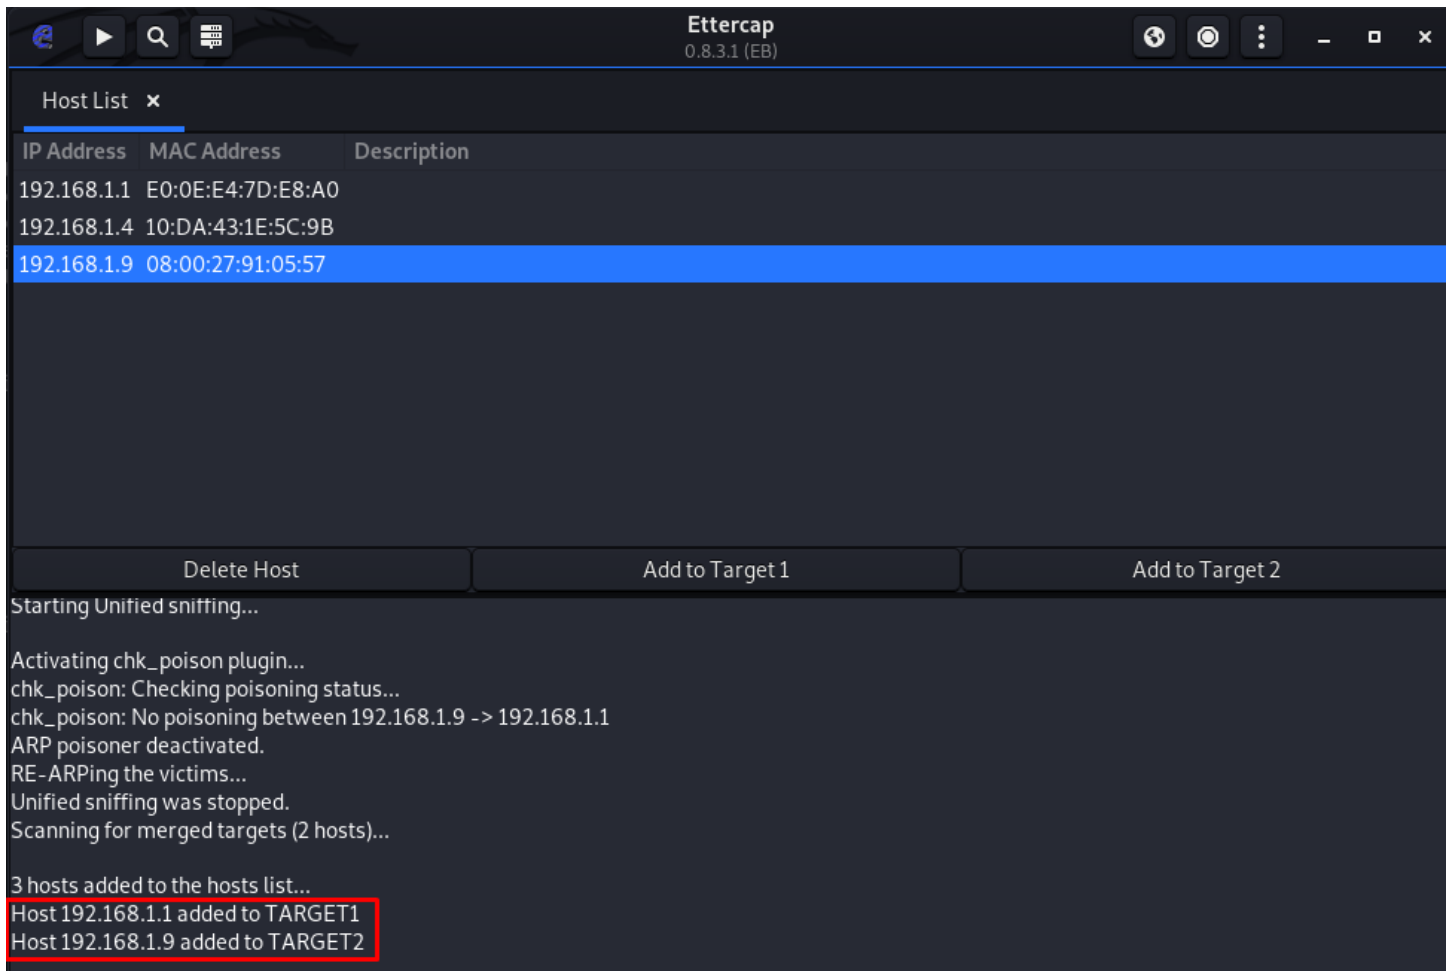 Ettercap
0.8.3.1 (EB)
Host List ×
IP Address MAC Address Description
192.168.1.1 E0:0E:E4:7D:E8:A0
192.168.1.4 10:DA:43:1E:5C:9B
192.168.1.9 08:00:27:91:05:57
Delete Host Add to Target 1 Add to Target 2
Starting Unified sniffing...
Activating chk_poison plugin...
chk_poison: Checking poisoning status...
chk_poison: No poisoning between 192.168.1.9 -> 192.168.1.1
ARP poisoner deactivated.
RE-ARPing the victims...
Unified sniffing was stopped.
Scanning for merged targets (2 hosts)...
3 hosts added to the hosts list...
Host 192.168.1.1 added to TARGET1
Host 192.168.1.9 added to TARGET2